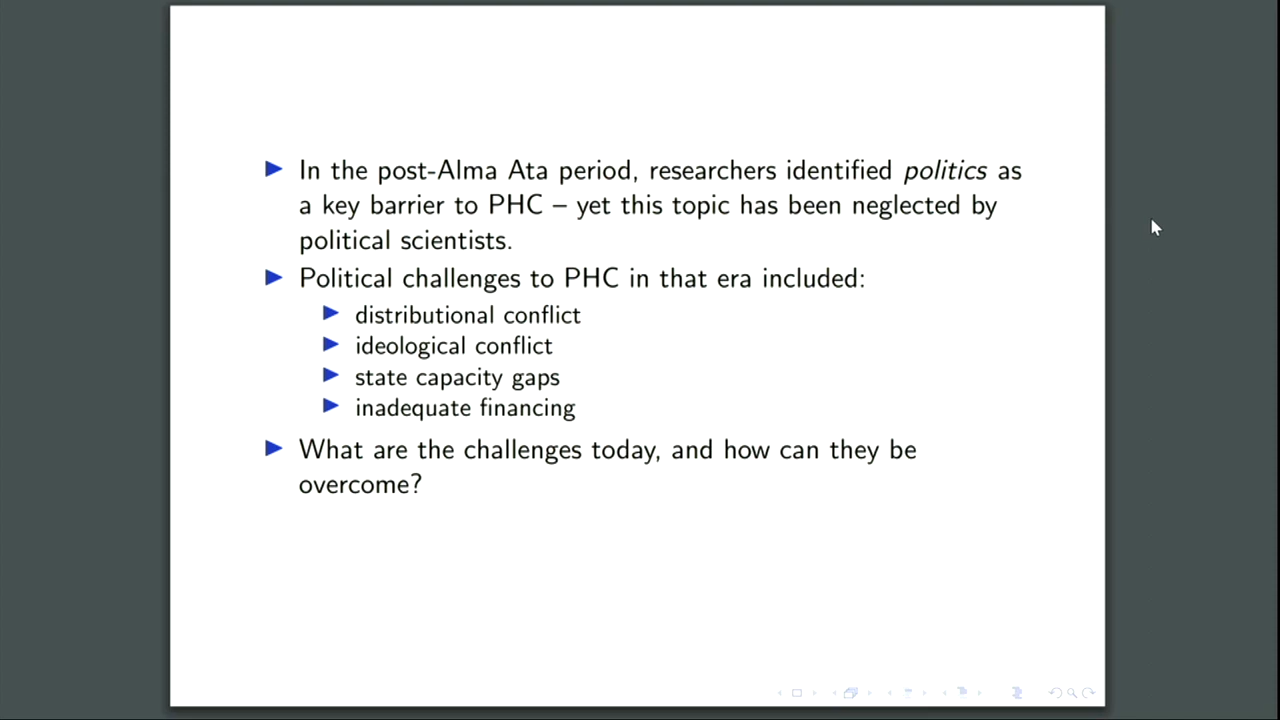 In the post-Alma Ata period, researchers identified politics as
a key barrier to PHC – yet this topic has been neglected by
political scientists.
Political challenges to PHC in that era included:
distributional conflict
ideological conflict
state capacity gaps
inadequate financing
What are the challenges today, and how can they be
overcome?